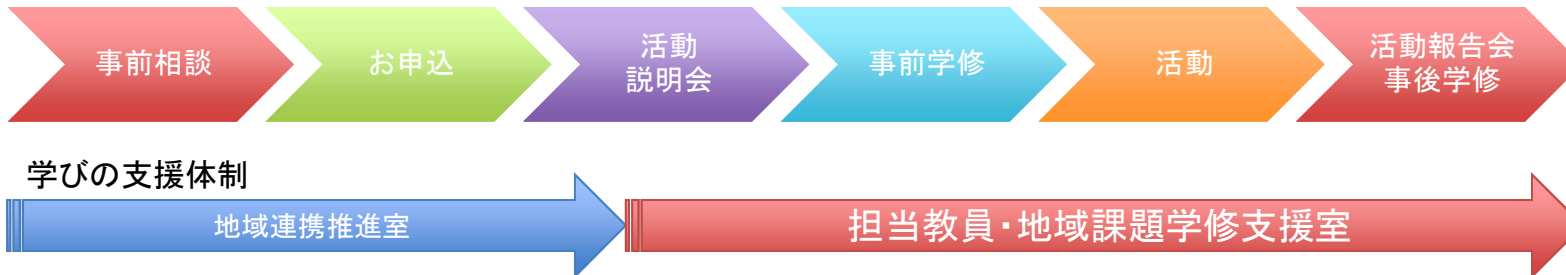 事前相談
お申込
活動
説明会
事前学修
活動
活動報告会
事後学修
学びの支援体制
地域連携推進室
担当教員・地域課題学修支援室